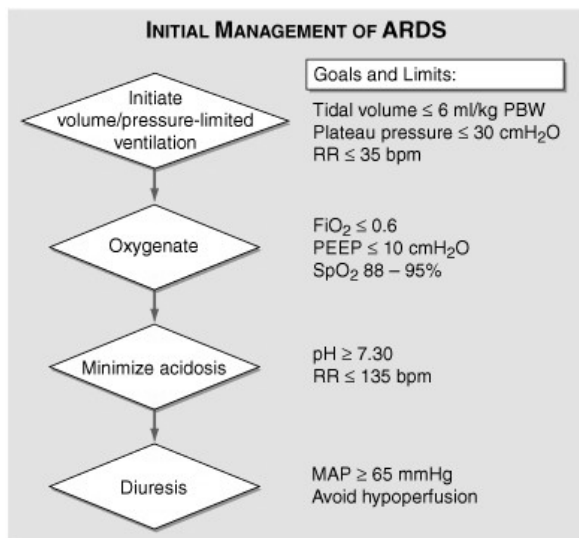 INITIAL MANAGEMENT OF ARDS
Goals and Limits:
Initiate
volume/pressure-limited
ventilation
Tidal volume ≤ 6 ml/kg PBW
Plateau pressure ≤ 30 cmH₂O
RR ≤ 35 bpm
Oxygenate
FiO₂ ≤ 0.6
PEEP ≤ 10 cmH₂O
SpO₂ 88 – 95%
Minimize acidosis
pH ≥ 7.30
RR ≤ 135 bpm
Diuresis
MAP ≥ 65 mmHg
Avoid hypoperfusion